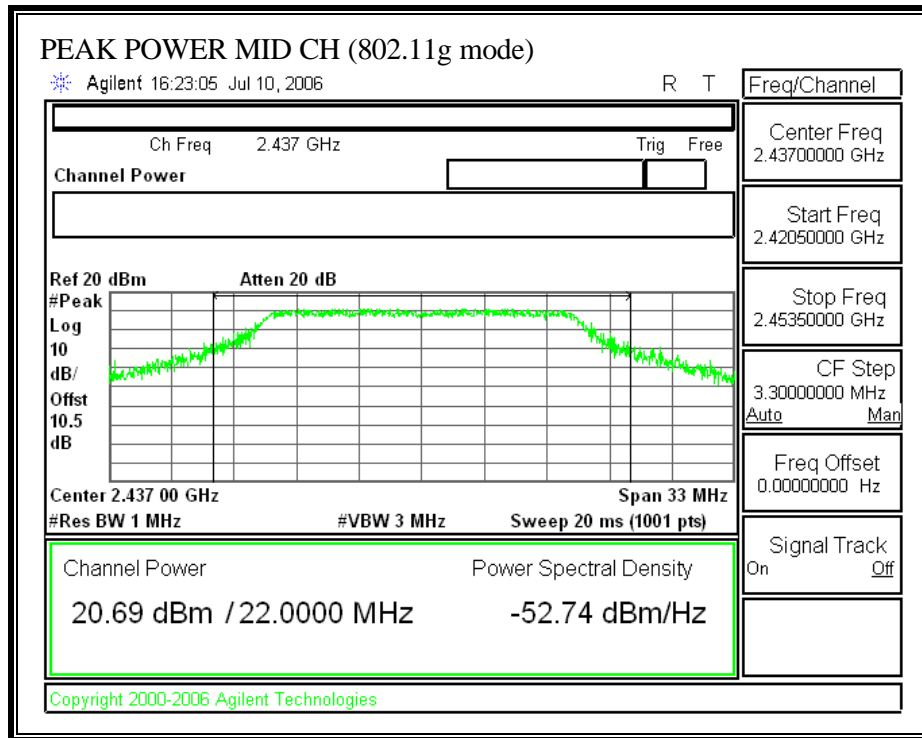 PEAK POWER MID CH (802.11g mode)
Agilent 16:23:05 Jul 10, 2006 R T
Freq/Channel
Ch Freq 2.437 GHz Trig Free
Channel Power
Center Freq
2.43700000 GHz
Start Freq
2.42050000 GHz
Stop Freq
2.45350000 GHz
CF Step
3.30000000 MHz
Auto Man
Freq Offset
0.00000000 Hz
Signal Track
On Off
Ref 20 dBm Atten 20 dB
#Peak
Log
10
dB/
Offst
10.5
dB
Center 2.437 00 GHz Span 33 MHz
#Res BW 1 MHz #VBW 3 MHz Sweep 20 ms (1001 pts)
Channel Power Power Spectral Density
20.69 dBm / 22.0000 MHz -52.74 dBm/Hz
Copyright 2000-2006 Agilent Technologies